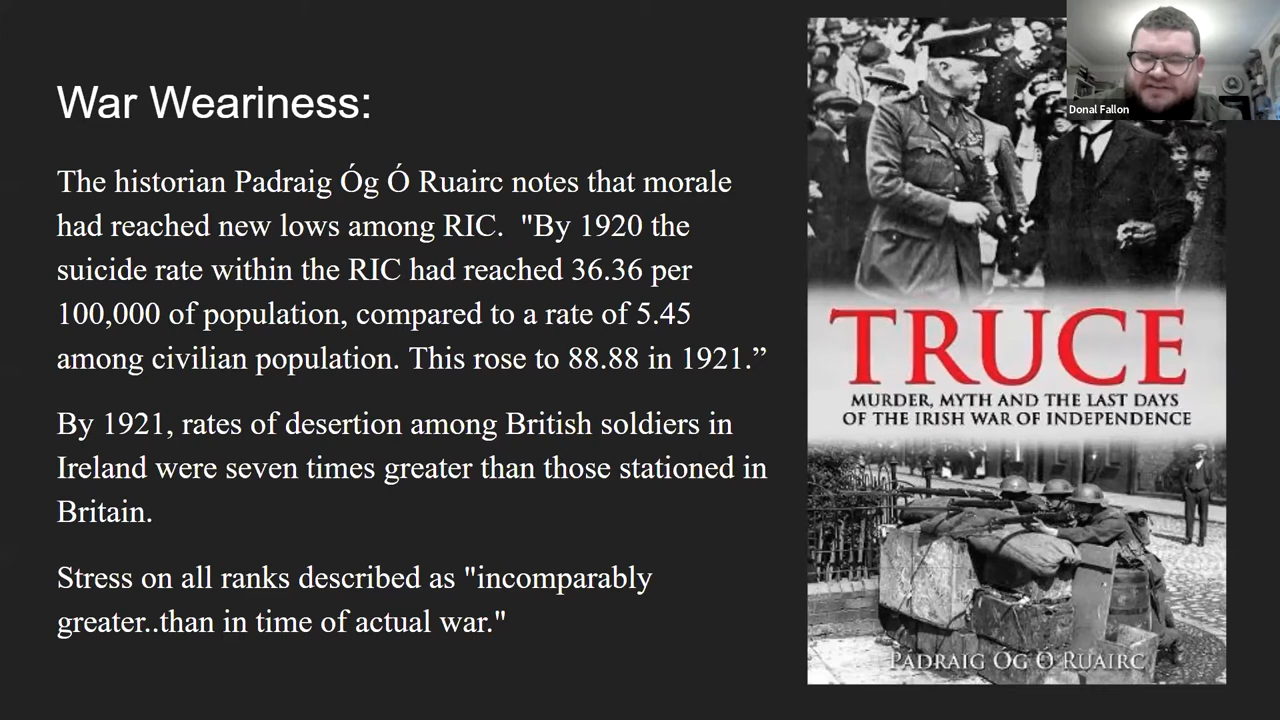 War Weariness:
The historian Padraig Óg Ó Ruairc notes that morale
had reached new lows among RIC.  "By 1920 the
suicide rate within the RIC had reached 36.36 per
100,000 of population, compared to a rate of 5.45
among civilian population. This rose to 88.88 in 1921.”
By 1921, rates of desertion among British soldiers in
Ireland were seven times greater than those stationed in
Britain.
Stress on all ranks described as "incomparably
greater..than in time of actual war."
Donal Fallon
TRUCE
MURDER, MYTH AND THE LAST DAYS
OF THE IRISH WAR OF INDEPENDENCE
PADRAIG ÓG Ó RUAIRC